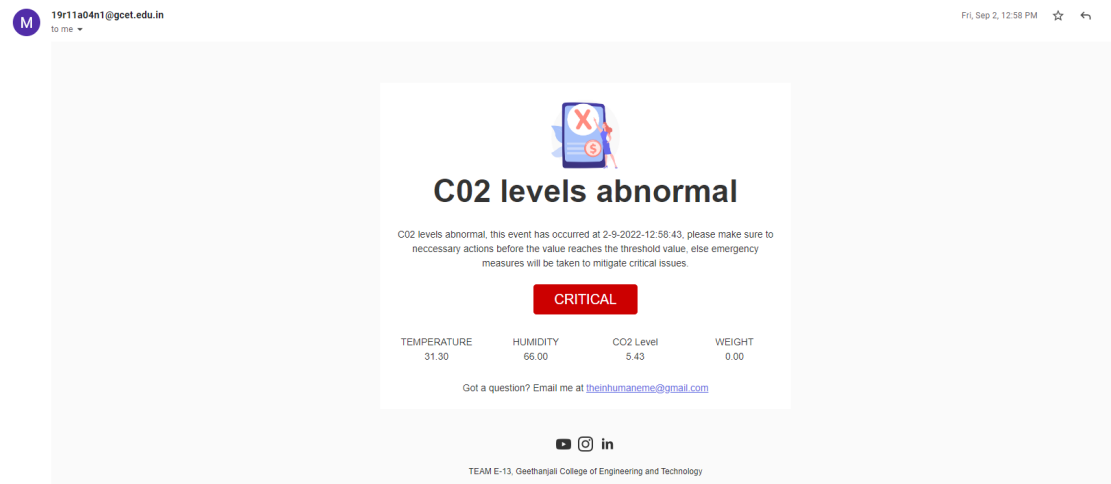 M
19r11a04n1@gcet.edu.in
Fri, Sep 2, 12:58 PM
to me
X
$
C02 levels abnormal
C02 levels abnormal, this event has occurred at 2-9-2022-12:58:43, please make sure to
neccessary actions before the value reaches the threshold value, else emergency
measures will be taken to mitigate critical issues.
CRITICAL
TEMPERATURE HUMIDITY CO2 Level WEIGHT
31.30 66.00 5.43 0.00
Got a question? Email me at theinhumaneme@gmail.com
in
TEAM E-13, Geethanjali College of Engineering and Technology